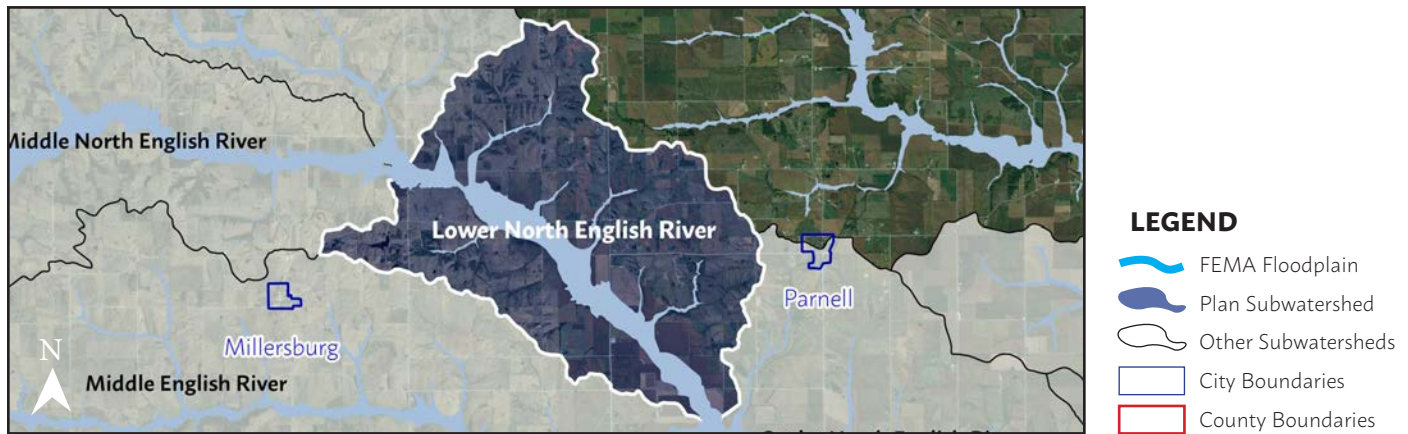 Middle North English River
Lower North English River
Parnell
Millersburg
N
Middle English River
LEGEND
FEMA Floodplain
Plan Subwatershed
Other Subwatersheds
City Boundaries
County Boundaries